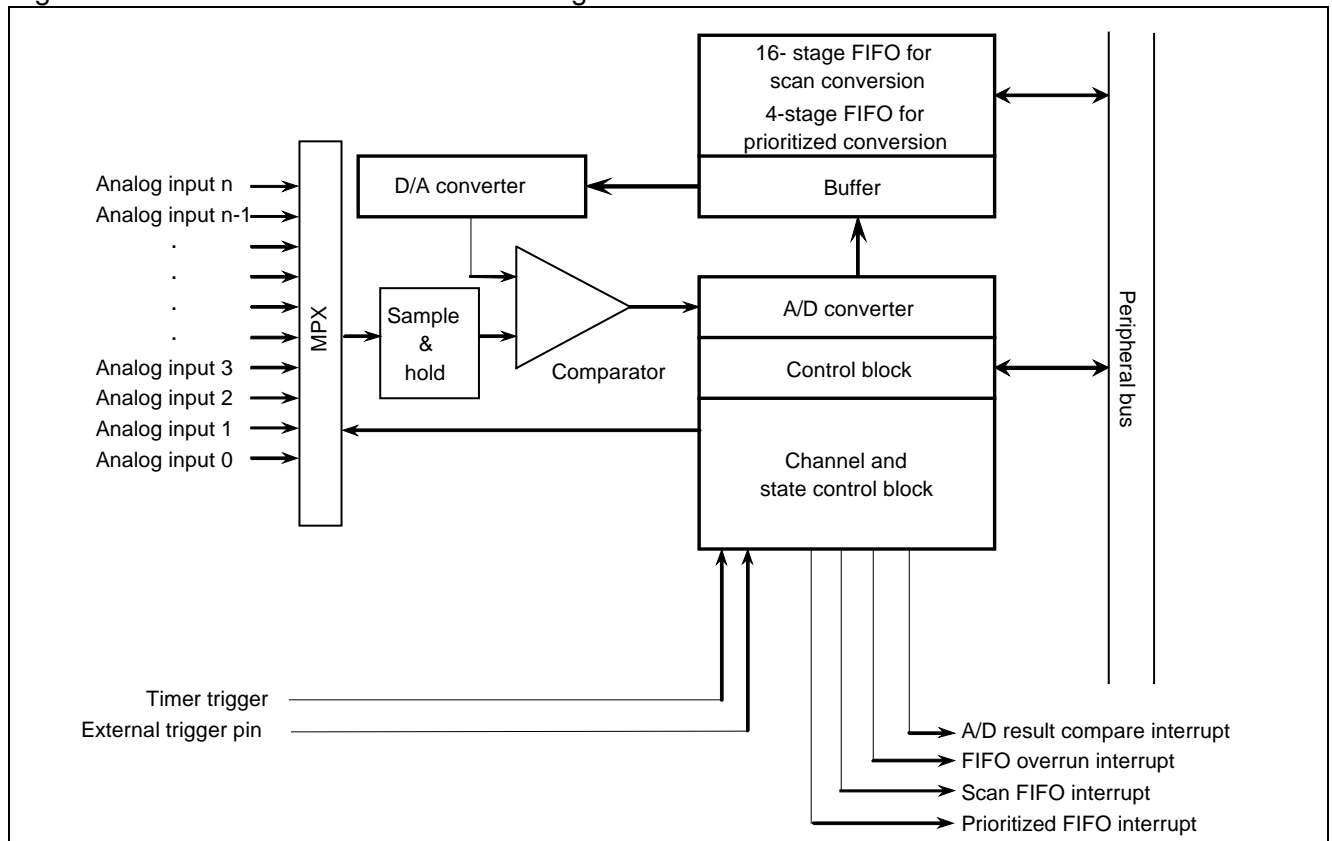 16- stage FIFO for
scan conversion
4-stage FIFO for
prioritized conversion
Buffer
D/A converter
Analog input n
Analog input n-1
.
.
.
.
Analog input 3
Analog input 2
Analog input 1
Analog input 0
MPX
Sample
&
hold
Comparator
A/D converter
Control block
Channel and
state control block
Peripheral bus
Timer trigger
External trigger pin
A/D result compare interrupt
FIFO overrun interrupt
Scan FIFO interrupt
Prioritized FIFO interrupt